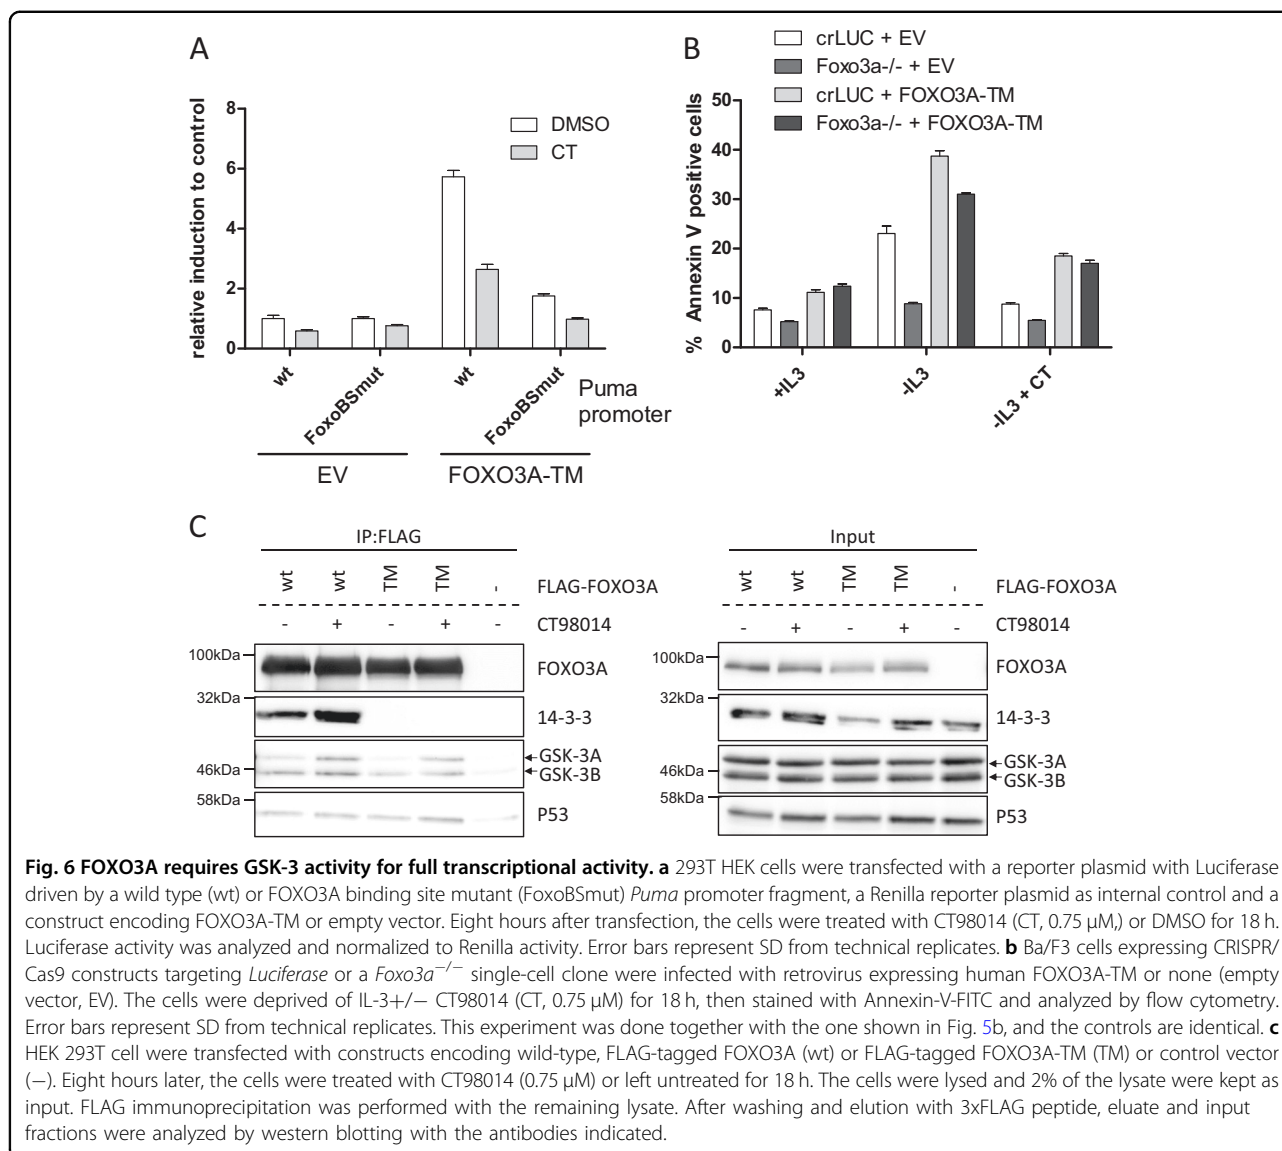 A
8
6
4
2
0
relative induction to control
DMSO
CT
wt
FoxoBSmut
wt
FoxoBSmut
Puma
promoter
EV
FOXO3A-TM
B
crLUC + EV
Foxo3a-/- + EV
crLUC + FOXO3A-TM
Foxo3a-/- + FOXO3A-TM
50
40
30
20
10
0
% Annexin V positive cells
+IL3
-IL3
-IL3 + CT
C
IP:FLAG
wt wt TM TM - FLAG-FOXO3A
- + - + - CT98014
100kDa FOXO3A
32kDa 14-3-3
GSK-3A
46kDa GSK-3B
58kDa P53
Input
wt wt TM TM - FLAG-FOXO3A
- + - + - CT98014
100kDa FOXO3A
32kDa 14-3-3
GSK-3A
46kDa GSK-3B
58kDa P53
Fig. 6 FOXO3A requires GSK-3 activity for full transcriptional activity. a 293T HEK cells were transfected with a reporter plasmid with Luciferase
driven by a wild type (wt) or FOXO3A binding site mutant (FoxoBSmut) Puma promoter fragment, a Renilla reporter plasmid as internal control and a
construct encoding FOXO3A-TM or empty vector. Eight hours after transfection, the cells were treated with CT98014 (CT, 0.75 µM,) or DMSO for 18 h.
Luciferase activity was analyzed and normalized to Renilla activity. Error bars represent SD from technical replicates. b Ba/F3 cells expressing CRISPR/
Cas9 constructs targeting Luciferase or a Foxo3a−/− single-cell clone were infected with retrovirus expressing human FOXO3A-TM or none (empty
vector, EV). The cells were deprived of IL-3+/− CT98014 (CT, 0.75 µM) for 18 h, then stained with Annexin-V-FITC and analyzed by flow cytometry.
Error bars represent SD from technical replicates. This experiment was done together with the one shown in Fig. 5b, and the controls are identical. c
HEK 293T cell were transfected with constructs encoding wild-type, FLAG-tagged FOXO3A (wt) or FLAG-tagged FOXO3A-TM (TM) or control vector
(−). Eight hours later, the cells were treated with CT98014 (0.75 µM) or left untreated for 18 h. The cells were lysed and 2% of the lysate were kept as
input. FLAG immunoprecipitation was performed with the remaining lysate. After washing and elution with 3xFLAG peptide, eluate and input
fractions were analyzed by western blotting with the antibodies indicated.